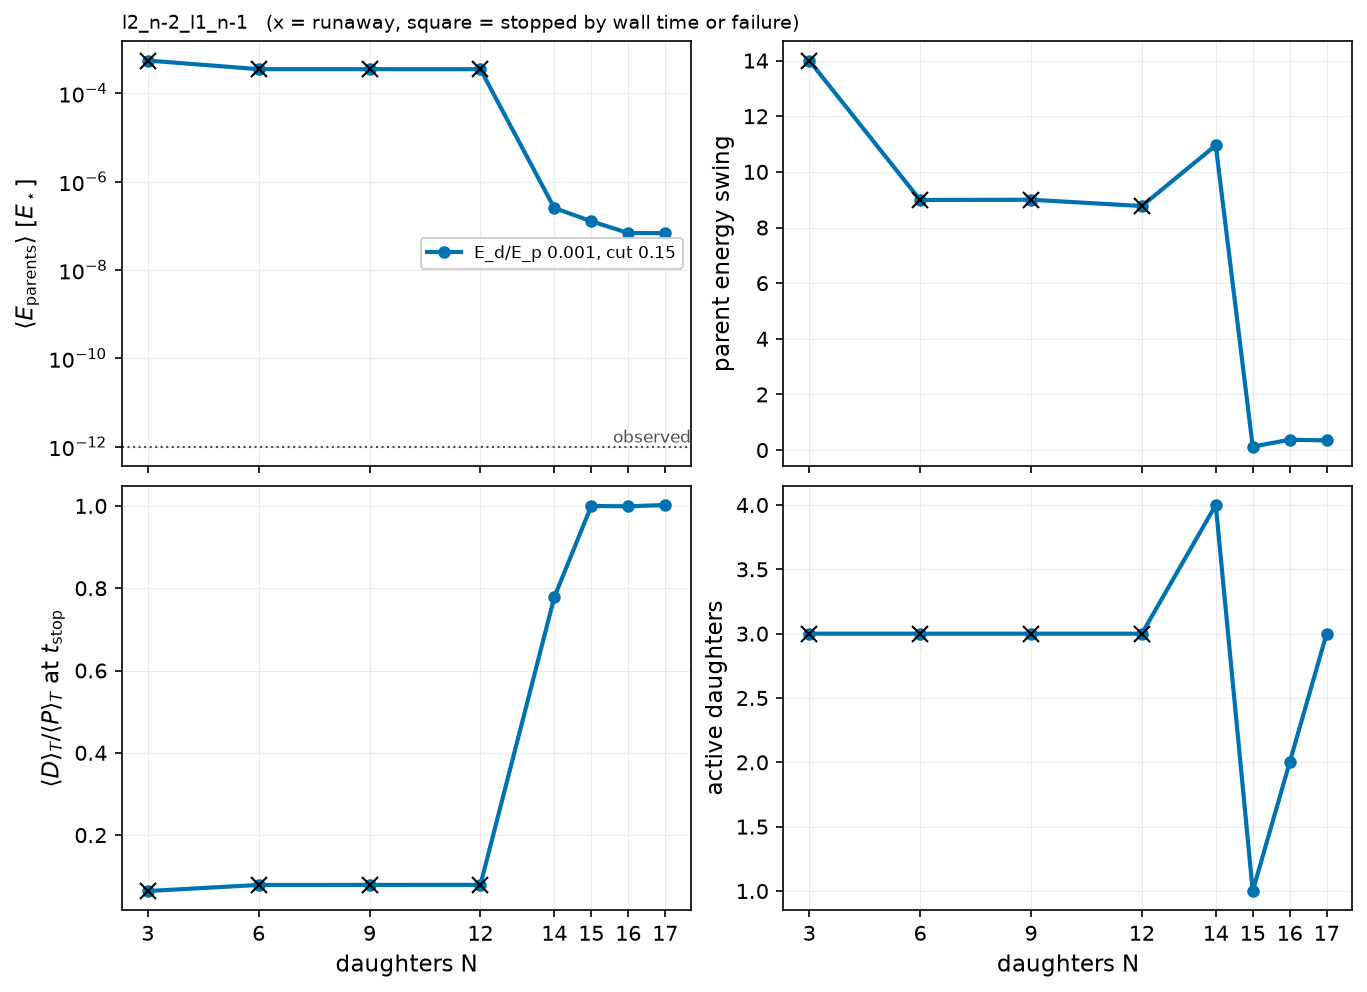 l2_n-2_l1_n-1   (x = runaway, square = stopped by wall time or failure)
⟨E_parents⟩ [E_⋆]
10^−4
10^−6
10^−8
10^−10
10^−12
E_d/E_p 0.001, cut 0.15
observed
parent energy swing
14
12
10
8
6
4
2
0
⟨D⟩_T/⟨P⟩_T at t_stop
1.0
0.8
0.6
0.4
0.2
3 6 9 12 14 15 16 17
daughters N
active daughters
4.0
3.5
3.0
2.5
2.0
1.5
1.0
3 6 9 12 14 15 16 17
daughters N